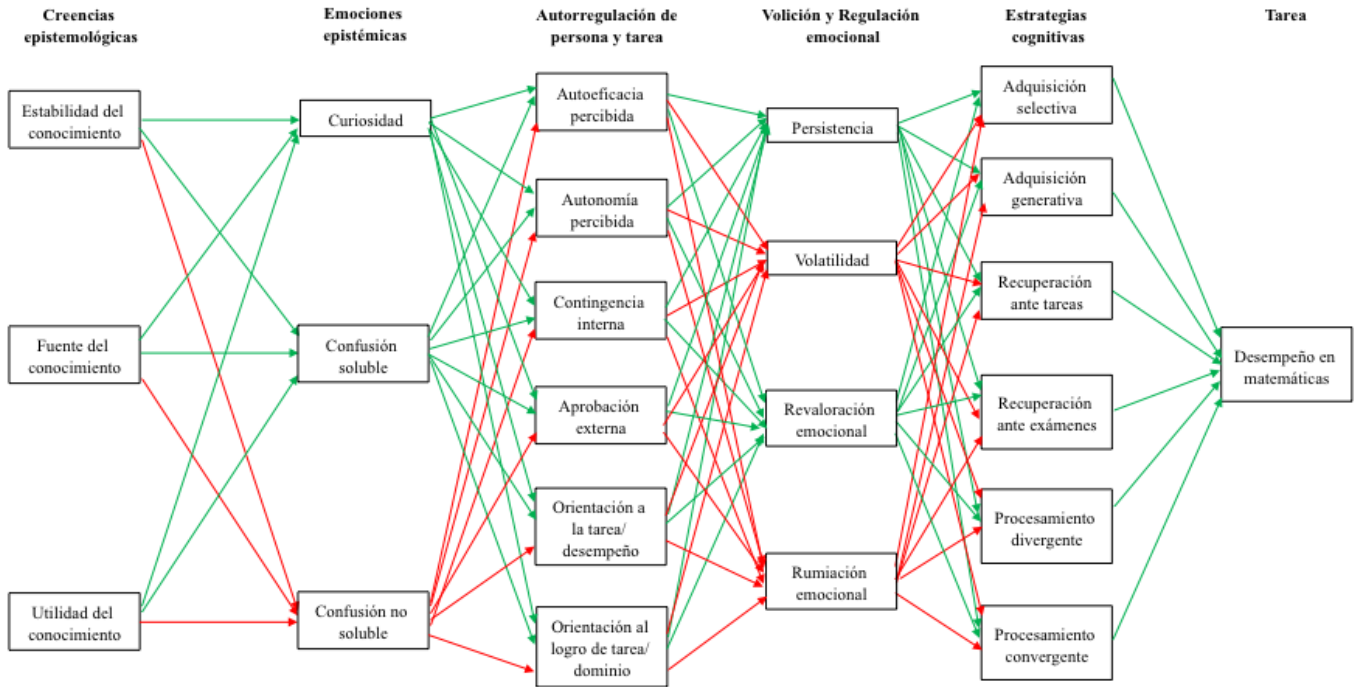 Creencias
epistemológicas
Emociones
epistémicas
Autorregulación de
persona y tarea
Volición y Regulación
emocional
Estrategias
cognitivas
Tarea
Estabilidad del
conocimiento
Fuente del
conocimiento
Utilidad del
conocimiento
Curiosidad
Confusión
soluble
Confusión no
soluble
Autoeficacia
percibida
Autonomía
percibida
Contingencia
interna
Aprobación
externa
Orientación a
la tarea/
desempeño
Orientación al
logro de tarea/
dominio
Persistencia
Volatilidad
Revaloración
emocional
Rumiación
emocional
Adquisición
selectiva
Adquisición
generativa
Recuperación
ante tareas
Recuperación
ante exámenes
Procesamiento
divergente
Procesamiento
convergente
Desempeño en
matemáticas